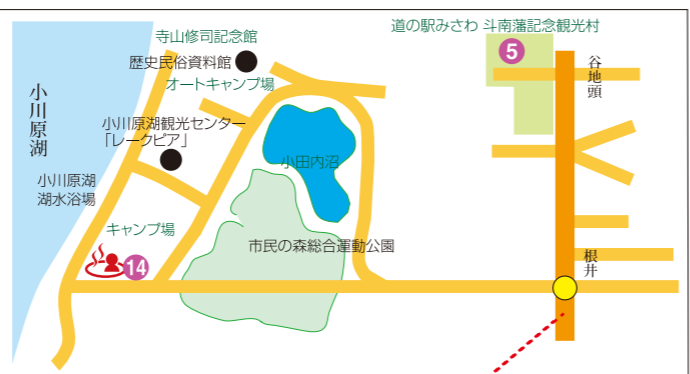 寺山修司記念館
道の駅みさわ 斗南藩記念観光村
5
歴史民俗資料館
オートキャンプ場
谷地頭
小川原湖
小川原湖観光センター
「レークピア」
小田内沼
小川原湖
湖水浴場
キャンプ場
市民の森総合運動公園
根井
14